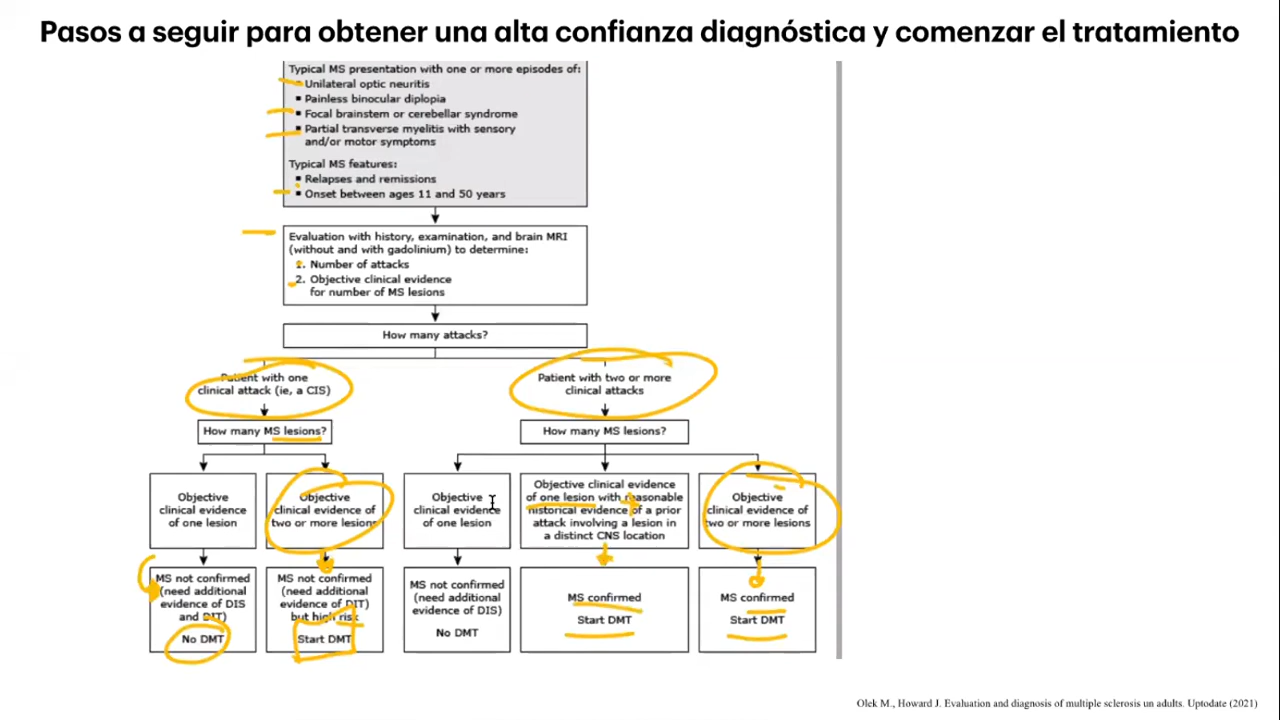 Pasos a seguir para obtener una alta confianza diagnóstica y comenzar el tratamiento
Typical MS presentation with one or more episodes of:
▪ Unilateral optic neuritis
▪ Painless binocular diplopia
▪ Focal brainstem or cerebellar syndrome
▪ Partial transverse myelitis with sensory
and/or motor symptoms
Typical MS features:
▪ Relapses and remissions
▪ Onset between ages 11 and 50 years
Evaluation with history, examination, and brain MRI
(without and with gadolinium) to determine:
1. Number of attacks
2. Objective clinical evidence
for number of MS lesions
How many attacks?
Patient with one
clinical attack (ie, a CIS)
Patient with two or more
clinical attacks
How many MS lesions?
How many MS lesions?
Objective
clinical evidence
of one lesion
Objective
clinical evidence of
two or more lesions
Objective
clinical evidence
of one lesion
Objective clinical evidence
of one lesion with reasonable
historical evidence of a prior
attack involving a lesion in
a distinct CNS location
Objective
clinical evidence of
two or more lesions
MS not confirmed
(need additional
evidence of DIS
and DIT)
No DMT
MS not confirmed
(need additional
evidence of DIT)
but high risk
Start DMT
MS not confirmed
(need additional
evidence of DIS)
No DMT
MS confirmed
Start DMT
MS confirmed
Start DMT
Olek M., Howard J. Evaluation and diagnosis of multiple sclerosis un adults. Uptodate (2021)